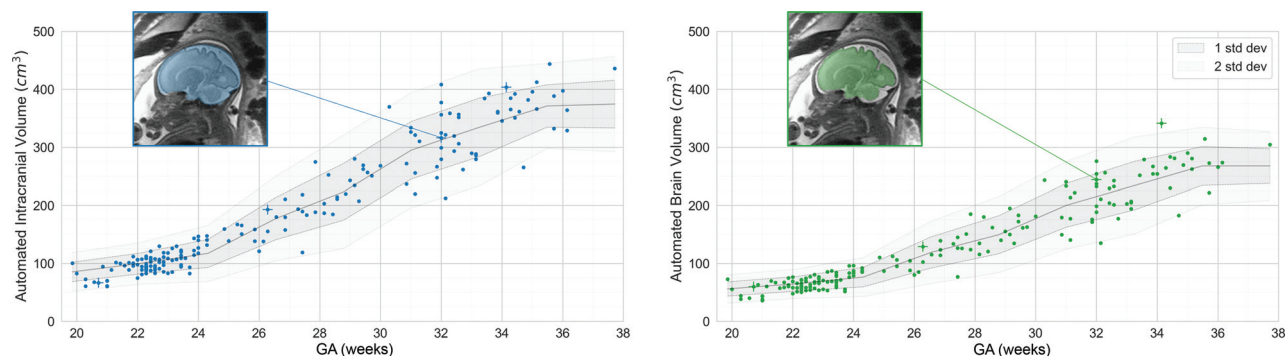 500
400
300
200
100
0
Automated Intracranial Volume (cm³)
20 22 24 26 28 30 32 34 36 38
GA (weeks)
500
400
300
200
100
0
Automated Brain Volume (cm³)
1 std dev
2 std dev
20 22 24 26 28 30 32 34 36 38
GA (weeks)